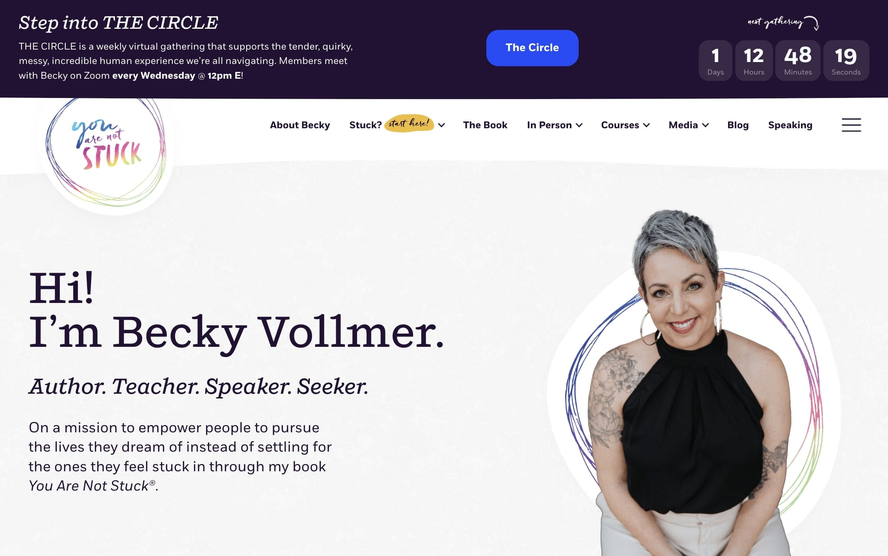 Step into THE CIRCLE
THE CIRCLE is a weekly virtual gathering that supports the tender, quirky,
messy, incredible human experience we're all navigating. Members meet
with Becky on Zoom every Wednesday @ 12pm E!
The Circle
next gathering
1 12 48 19
Days Hours Minutes Seconds
you
are not
STUCK
About Becky Stuck? start here! The Book In Person Courses Media Blog Speaking
Hi!
I’m Becky Vollmer.
Author. Teacher. Speaker. Seeker.
On a mission to empower people to pursue
the lives they dream of instead of settling for
the ones they feel stuck in through my book
You Are Not Stuck®.